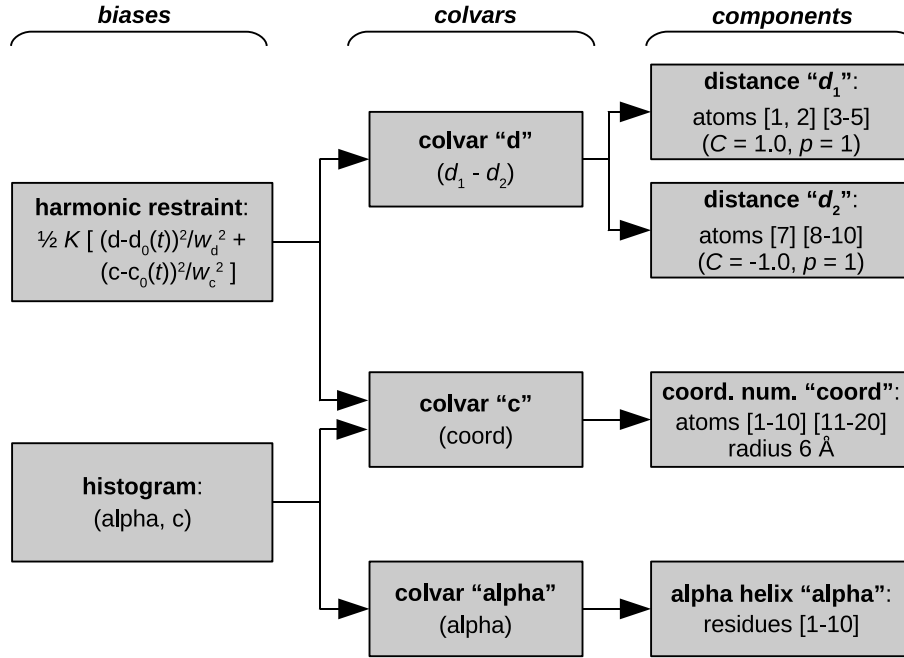 biases
colvars
components
harmonic restraint:
½ K [ (d-d₀(t))²/w_d² +
(c-c₀(t))²/w_c² ]
histogram:
(alpha, c)
colvar “d”
(d₁ - d₂)
colvar “c”
(coord)
colvar “alpha”
(alpha)
distance “d₁”:
atoms [1, 2] [3-5]
(C = 1.0, p = 1)
distance “d₂”:
atoms [7] [8-10]
(C = -1.0, p = 1)
coord. num. “coord”:
atoms [1-10] [11-20]
radius 6 Å
alpha helix “alpha”:
residues [1-10]